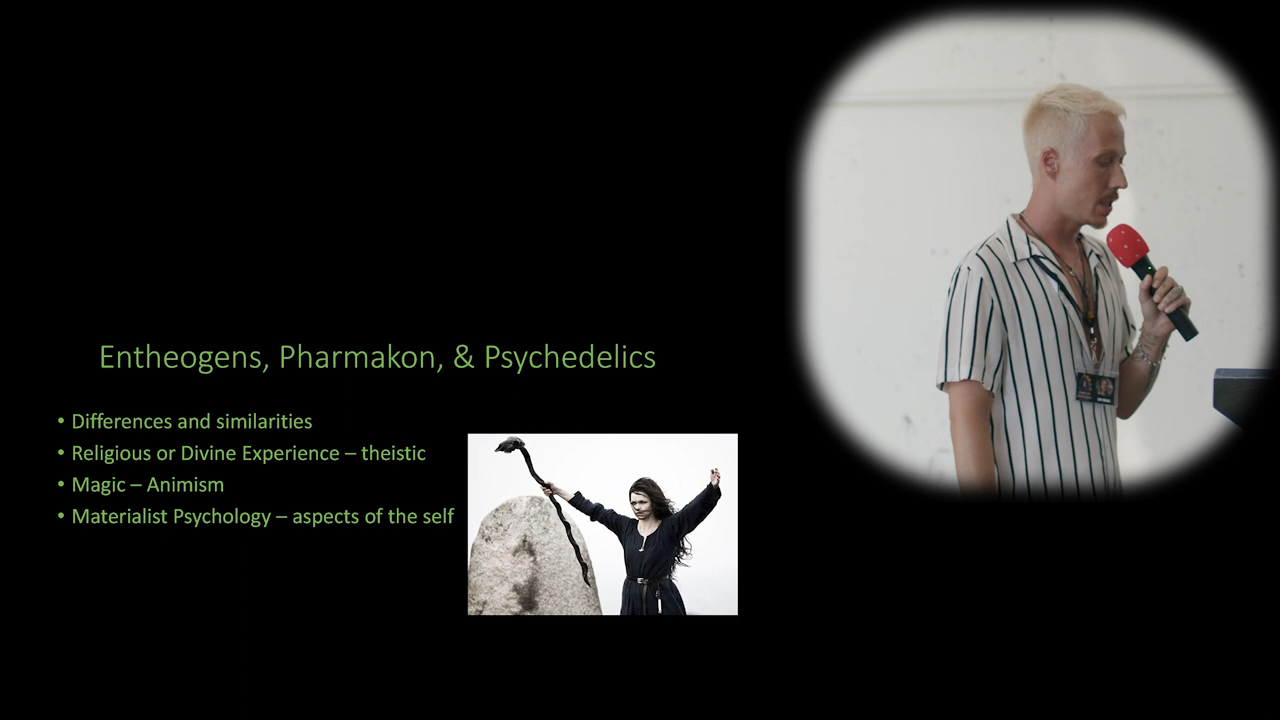 Entheogens, Pharmakon, & Psychedelics
• Differences and similarities
• Religious or Divine Experience – theistic
• Magic – Animism
• Materialist Psychology – aspects of the self